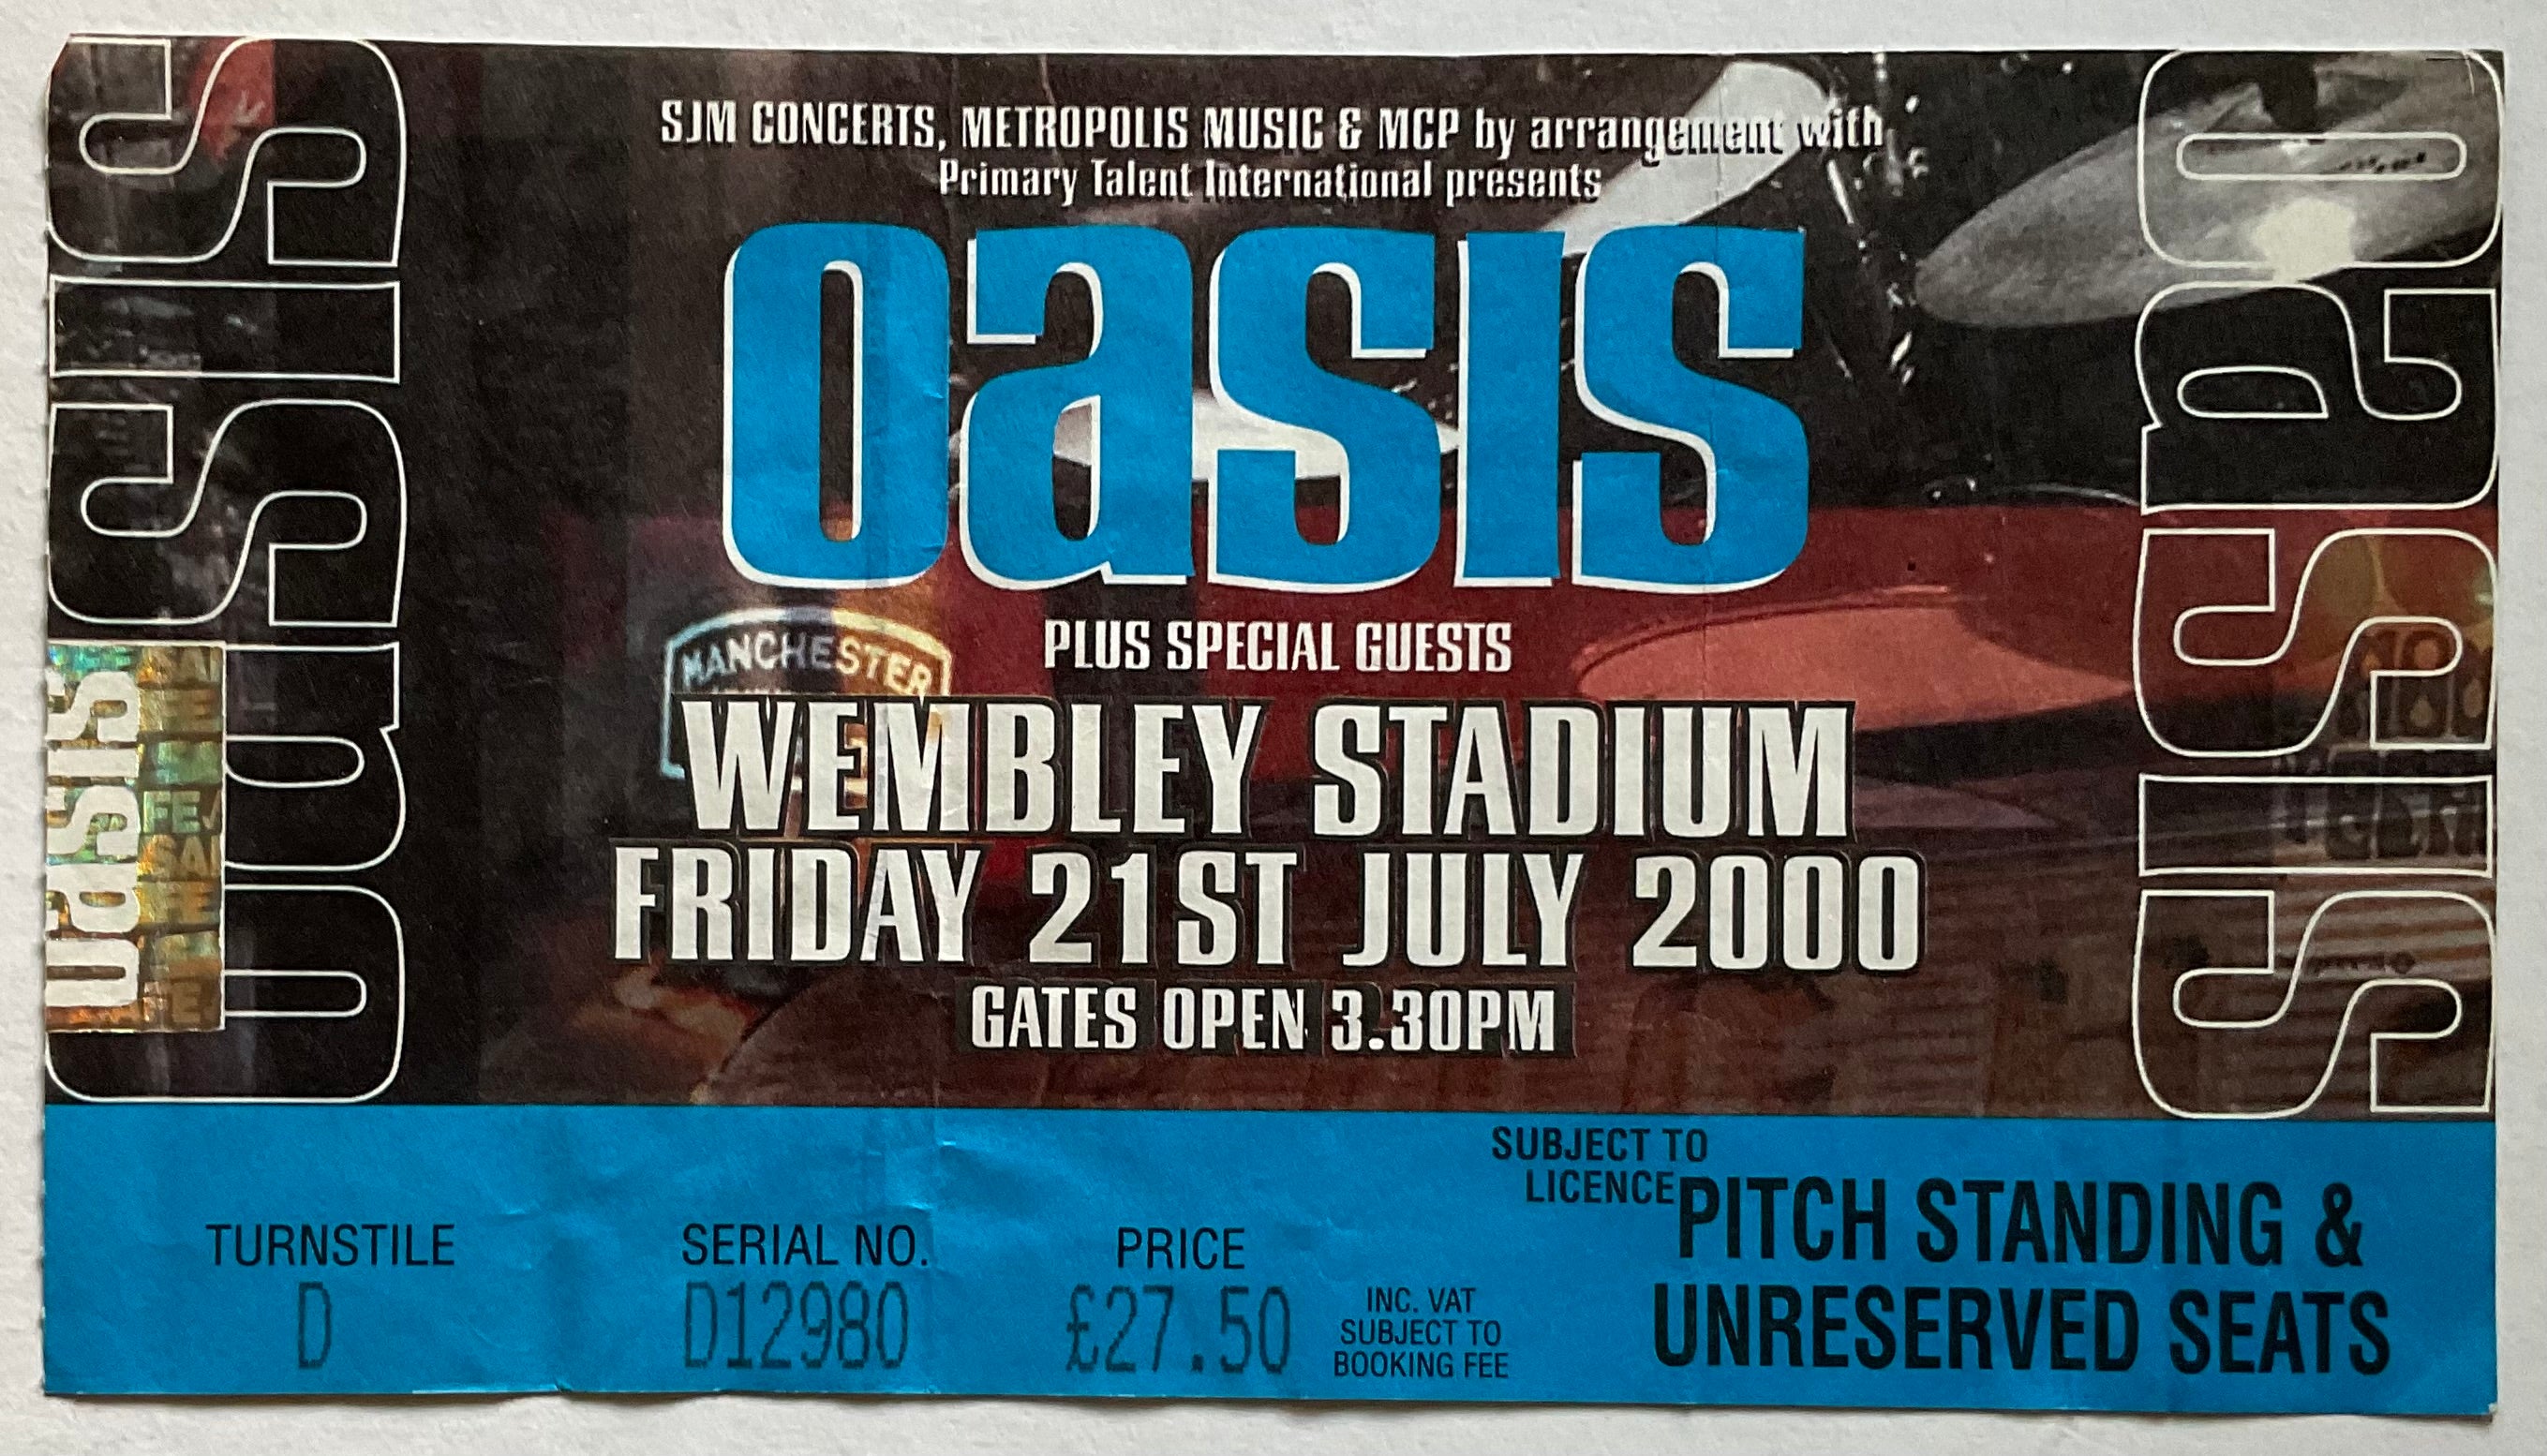 SJM CONCERTS, METROPOLIS MUSIC & MCP by arrangement with
Primary Talent International presents
oasis
PLUS SPECIAL GUESTS
MANCHESTER
WEMBLEY STADIUM
FRIDAY 21ST JULY 2000
GATES OPEN 3.30PM
oasis
oasis
oasis
SUBJECT TO
LICENCE
PITCH STANDING &
UNRESERVED SEATS
TURNSTILE
D
SERIAL NO.
D12980
PRICE
£27.50
INC. VAT
SUBJECT TO
BOOKING FEE